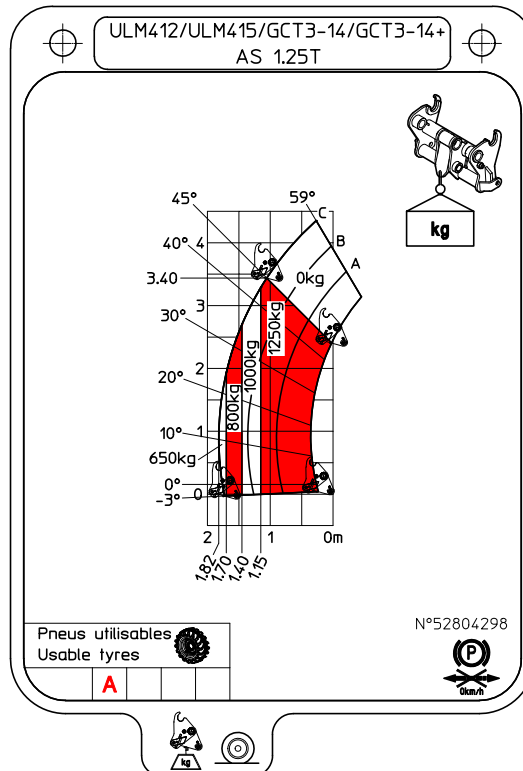 ULM412/ULM415/GCT3-14/GCT3-14+
AS 1.25T
kg
45°
59°
C
B
A
40°
4
3.40
0kg
3
30°
1250kg
1000kg
800kg
2
20°
10°
1
650kg
0°
-3°
0
2
1
0m
1.82
1.70
1.40
1.15
N°52804298
Pneus utilisables
Usable tyres
A
P
0km/h
kg